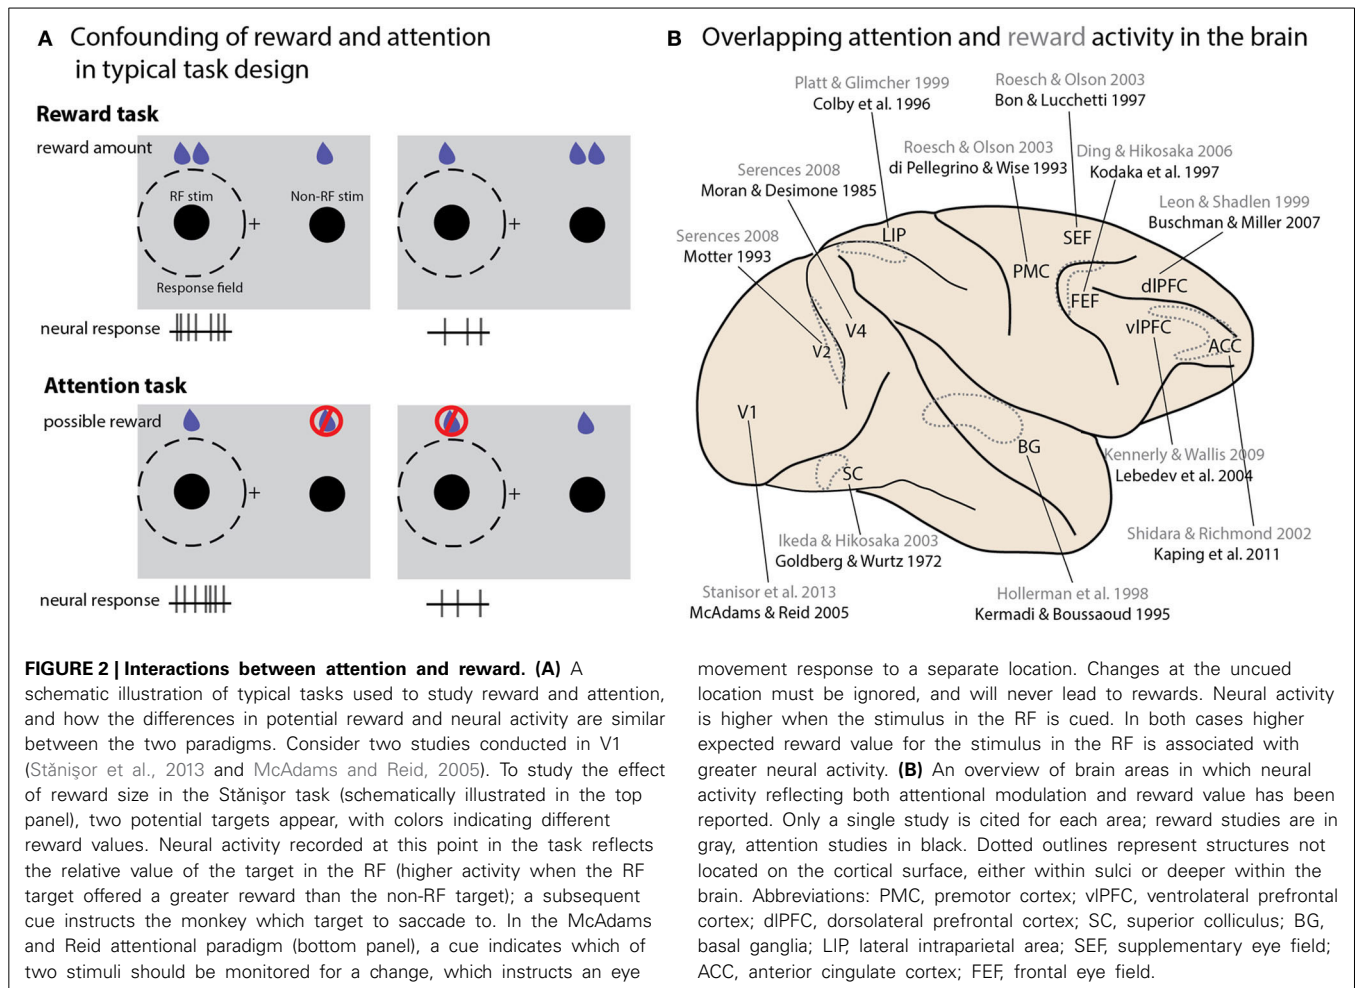 A Confounding of reward and attention
in typical task design
Reward task
reward amount
RF stim
Non-RF stim
+
Response field
+
neural response
Attention task
possible reward
+
+
neural response
B Overlapping attention and reward activity in the brain
Platt & Glimcher 1999
Colby et al. 1996
Roesch & Olson 2003
Bon & Lucchetti 1997
Roesch & Olson 2003
di Pellegrino & Wise 1993
Ding & Hikosaka 2006
Kodaka et al. 1997
Serences 2008
Moran & Desimone 1985
Leon & Shadlen 1999
Buschman & Miller 2007
Serences 2008
Motter 1993
LIP
SEF
PMC
dlPFC
FEF
V4
vlPFC
V2
ACC
V1
BG
SC
Kennerly & Wallis 2009
Lebedev et al. 2004
Ikeda & Hikosaka 2003
Goldberg & Wurtz 1972
Shidara & Richmond 2002
Kaping et al. 2011
Stanisor et al. 2013
McAdams & Reid 2005
Hollerman et al. 1998
Kermadi & Boussaoud 1995
FIGURE 2 | Interactions between attention and reward. (A) A
schematic illustration of typical tasks used to study reward and attention,
and how the differences in potential reward and neural activity are similar
between the two paradigms. Consider two studies conducted in V1
(Stănişor et al., 2013 and McAdams and Reid, 2005). To study the effect
of reward size in the Stănişor task (schematically illustrated in the top
panel), two potential targets appear, with colors indicating different
reward values. Neural activity recorded at this point in the task reflects
the relative value of the target in the RF (higher activity when the RF
target offered a greater reward than the non-RF target); a subsequent
cue instructs the monkey which target to saccade to. In the McAdams
and Reid attentional paradigm (bottom panel), a cue indicates which of
two stimuli should be monitored for a change, which instructs an eye
movement response to a separate location. Changes at the uncued
location must be ignored, and will never lead to rewards. Neural activity
is higher when the stimulus in the RF is cued. In both cases higher
expected reward value for the stimulus in the RF is associated with
greater neural activity. (B) An overview of brain areas in which neural
activity reflecting both attentional modulation and reward value has been
reported. Only a single study is cited for each area; reward studies are in
gray, attention studies in black. Dotted outlines represent structures not
located on the cortical surface, either within sulci or deeper within the
brain. Abbreviations: PMC, premotor cortex; vlPFC, ventrolateral prefrontal
cortex; dlPFC, dorsolateral prefrontal cortex; SC, superior colliculus; BG,
basal ganglia; LIP, lateral intraparietal area; SEF, supplementary eye field;
ACC, anterior cingulate cortex; FEF, frontal eye field.